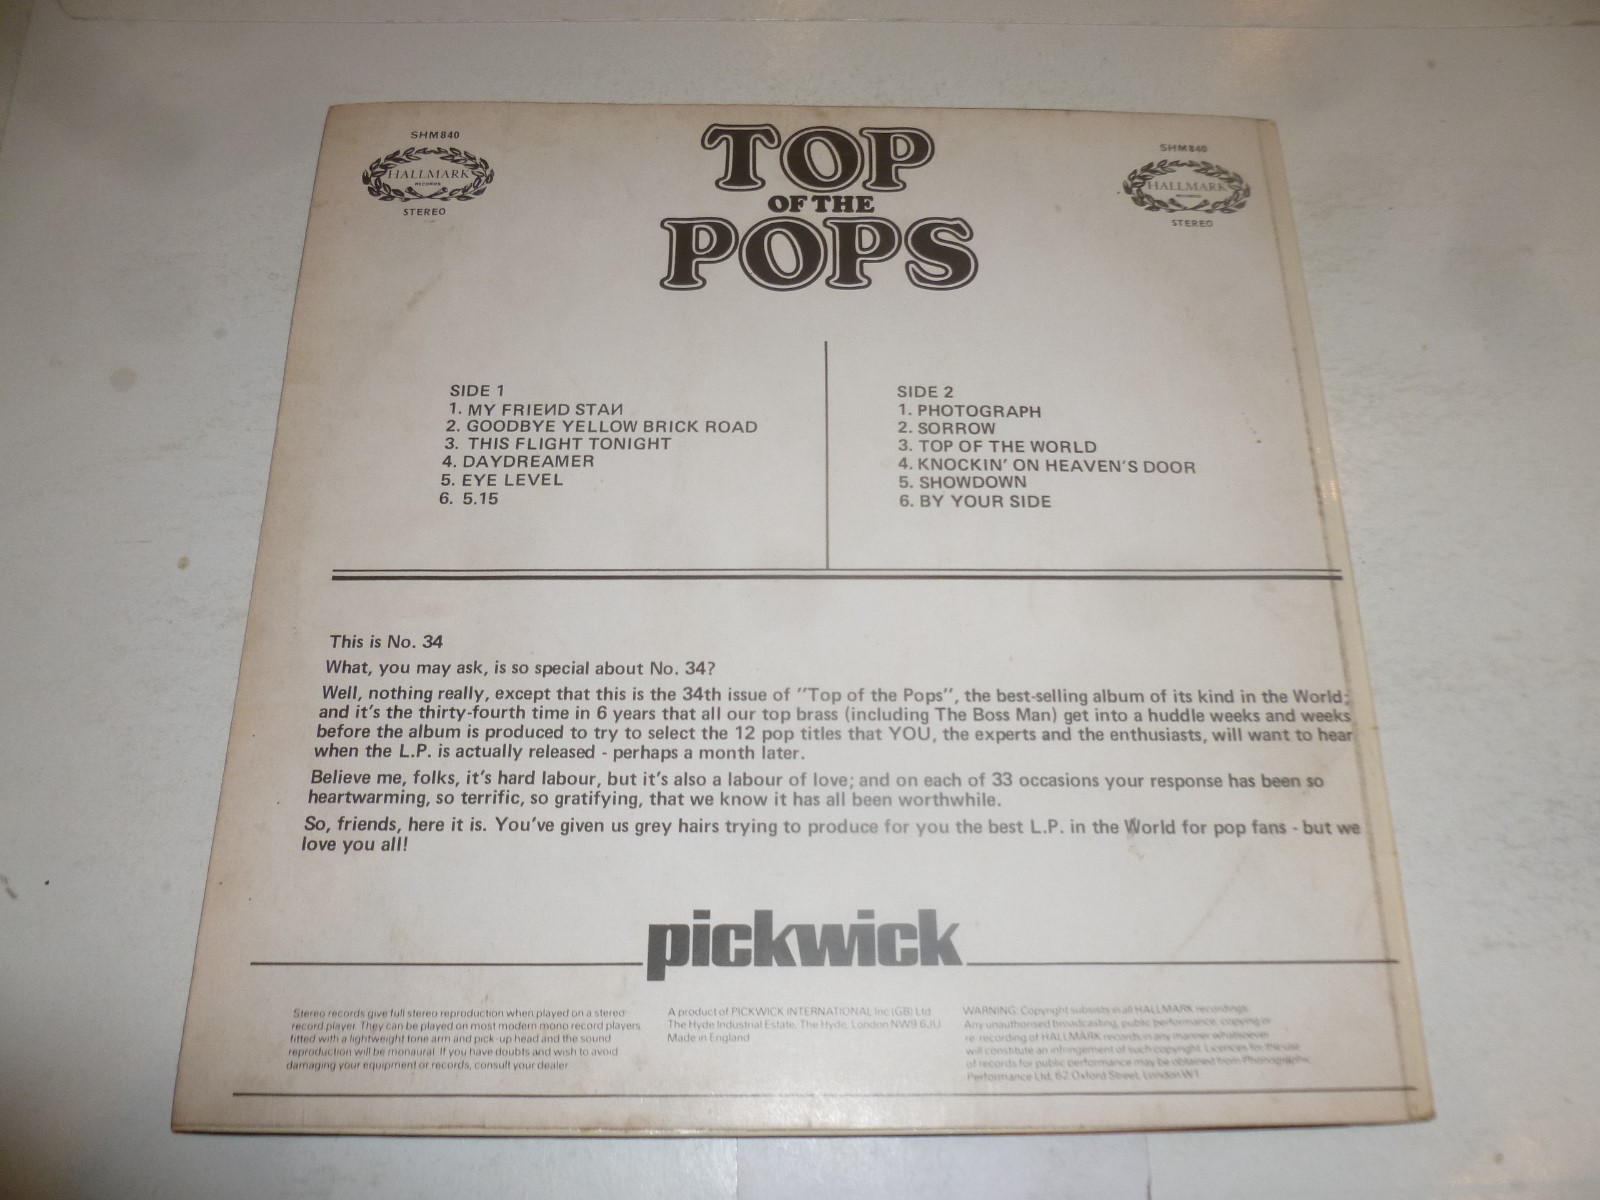 SHM840
HALLMARK
RECORDS
STEREO
TOP
OF THE
POPS
SHM840
HALLMARK
RECORDS
STEREO
SIDE 1
1. MY FRIEИD STAИ
2. GOODBYE YELLOW BRICK ROAD
3. THIS FLIGHT TONIGHT
4. DAYDREAMER
5. EYE LEVEL
6. 5.15
SIDE 2
1. PHOTOGRAPH
2. SORROW
3. TOP OF THE WORLD
4. KNOCKIN' ON HEAVEN'S DOOR
5. SHOWDOWN
6. BY YOUR SIDE
This is No. 34
What, you may ask, is so special about No. 34?
Well, nothing really, except that this is the 34th issue of "Top of the Pops", the best-selling album of its kind in the World;
and it's the thirty-fourth time in 6 years that all our top brass (including The Boss Man) get into a huddle weeks and weeks
before the album is produced to try to select the 12 pop titles that YOU, the experts and the enthusiasts, will want to hear
when the L.P. is actually released - perhaps a month later.
Believe me, folks, it's hard labour, but it's also a labour of love; and on each of 33 occasions your response has been so
heartwarming, so terrific, so gratifying, that we know it has all been worthwhile.
So, friends, here it is. You've given us grey hairs trying to produce for you the best L.P. in the World for pop fans - but we
love you all!
pickwick
Stereo records give full stereo reproduction when played on a stereo
record player. They can be played on most modern mono record players
fitted with a lightweight tone arm and pick-up head and the sound
reproduction will be monaural. If you have doubts and wish to avoid
damaging your equipment or records, consult your dealer
A product of PICKWICK INTERNATIONAL Inc (GB) Ltd
The Hyde Industrial Estate, The Hyde, London NW9 6JU
Made in England
WARNING: Copyright subsists in all HALLMARK recordings.
Any unauthorised broadcasting, public performance, copying or
re-recording of HALLMARK records in any manner whatsoever
will constitute an infringement of such copyright. Licences for the use
of records for public performance may be obtained from Phonographic
Performance Ltd, 62 Oxford Street, London W1